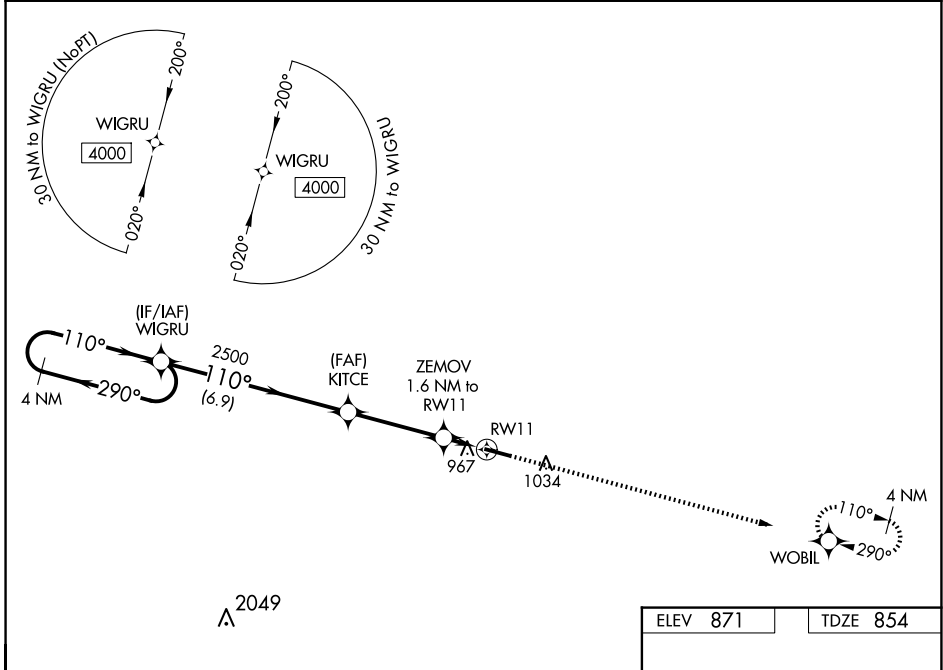 30 NM to WIGRU (NoPT)
200°
WIGRU
4000
020°
200°
WIGRU
4000
020°
30 NM to WIGRU
(IF/IAF)
WIGRU
110°
290°
4 NM
2500
110°
(6.9)
(FAF)
KITCE
ZEMOV
1.6 NM to
RW11
RW11
967
1034
4 NM
110°
290°
WOBIL
2049
ELEV 871
TDZE 854